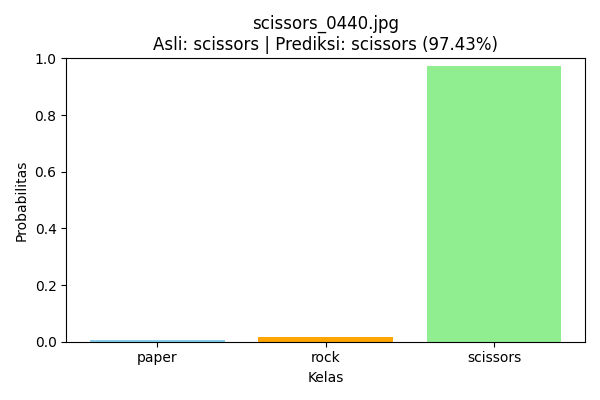 scissors_0440.jpg
Asli: scissors | Prediksi: scissors (97.43%)
1.0
0.8
0.6
0.4
0.2
0.0
Probabilitas
paper rock scissors
Kelas